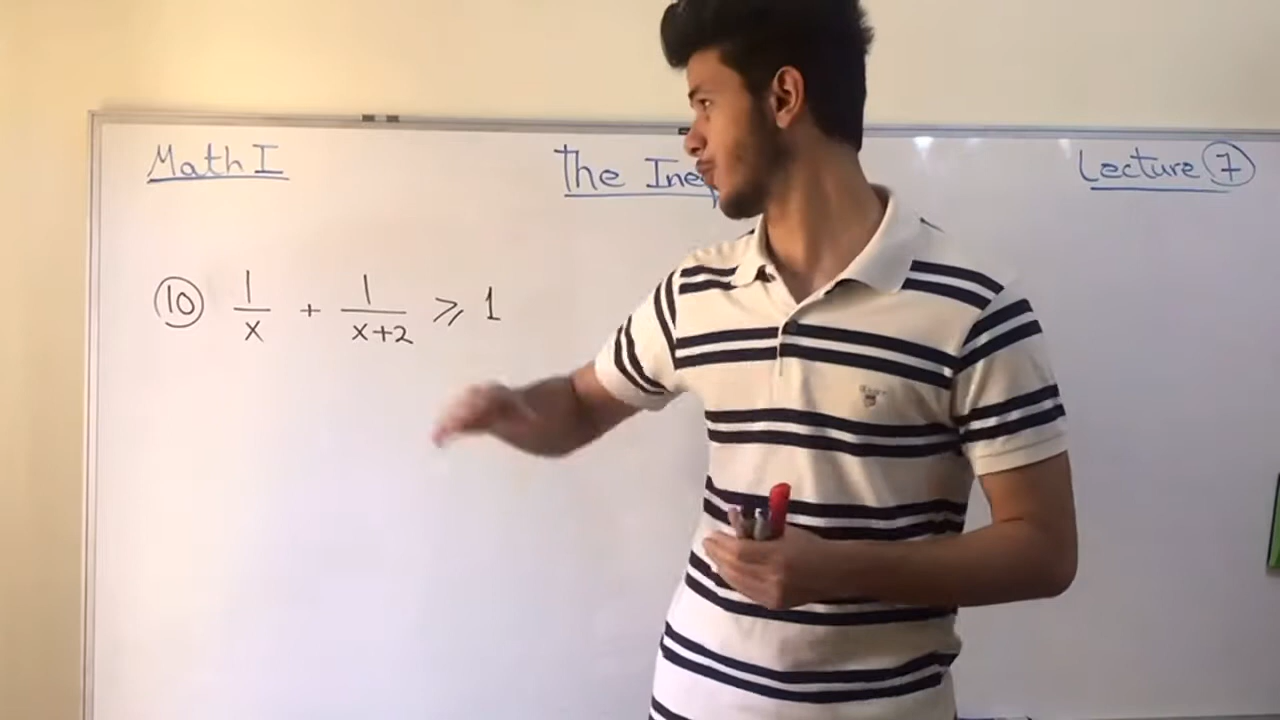 Math I
The Ine
Lecture 7
10 1/x + 1/(x+2) ≥ 1